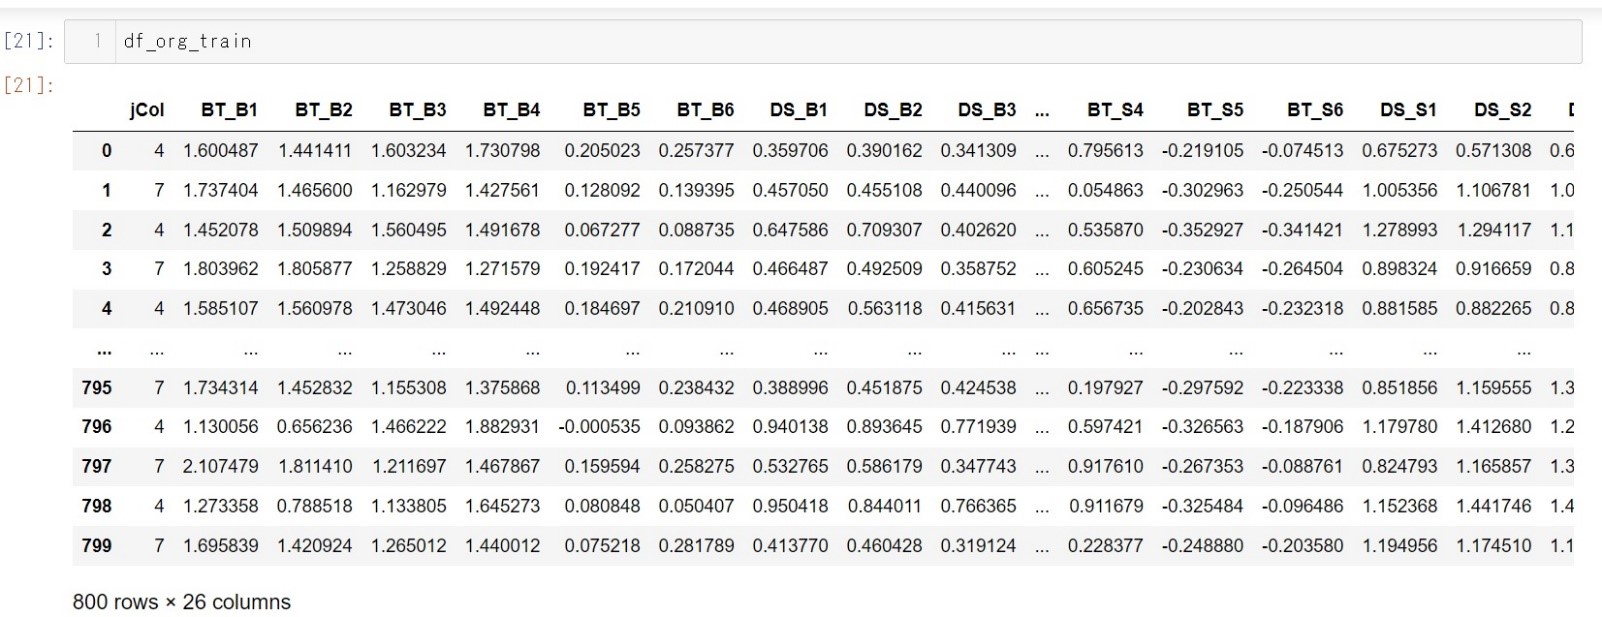 [21]: 1 df_org_train
[21]:
jCol BT_B1 BT_B2 BT_B3 BT_B4 BT_B5 BT_B6 DS_B1 DS_B2 DS_B3 ... BT_S4 BT_S5 BT_S6 DS_S1 DS_S2
0 4 1.600487 1.441411 1.603234 1.730798 0.205023 0.257377 0.359706 0.390162 0.341309 ... 0.795613 -0.219105 -0.074513 0.675273 0.571308 0.6
1 7 1.737404 1.465600 1.162979 1.427561 0.128092 0.139395 0.457050 0.455108 0.440096 ... 0.054863 -0.302963 -0.250544 1.005356 1.106781 1.0
2 4 1.452078 1.509894 1.560495 1.491678 0.067277 0.088735 0.647586 0.709307 0.402620 ... 0.535870 -0.352927 -0.341421 1.278993 1.294117 1.1
3 7 1.803962 1.805877 1.258829 1.271579 0.192417 0.172044 0.466487 0.492509 0.358752 ... 0.605245 -0.230634 -0.264504 0.898324 0.916659 0.8
4 4 1.585107 1.560978 1.473046 1.492448 0.184697 0.210910 0.468905 0.563118 0.415631 ... 0.656735 -0.202843 -0.232318 0.881585 0.882265 0.8
... ... ... ... ... ... ... ... ... ... ... ... ... ... ... ... ...
795 7 1.734314 1.452832 1.155308 1.375868 0.113499 0.238432 0.388996 0.451875 0.424538 ... 0.197927 -0.297592 -0.223338 0.851856 1.159555 1.3
796 4 1.130056 0.656236 1.466222 1.882931 -0.000535 0.093862 0.940138 0.893645 0.771939 ... 0.597421 -0.326563 -0.187906 1.179780 1.412680 1.2
797 7 2.107479 1.811410 1.211697 1.467867 0.159594 0.258275 0.532765 0.586179 0.347743 ... 0.917610 -0.267353 -0.088761 0.824793 1.165857 1.3
798 4 1.273358 0.788518 1.133805 1.645273 0.080848 0.050407 0.950418 0.844011 0.766365 ... 0.911679 -0.325484 -0.096486 1.152368 1.441746 1.4
799 7 1.695839 1.420924 1.265012 1.440012 0.075218 0.281789 0.413770 0.460428 0.319124 ... 0.228377 -0.248880 -0.203580 1.194956 1.174510 1.1
800 rows × 26 columns